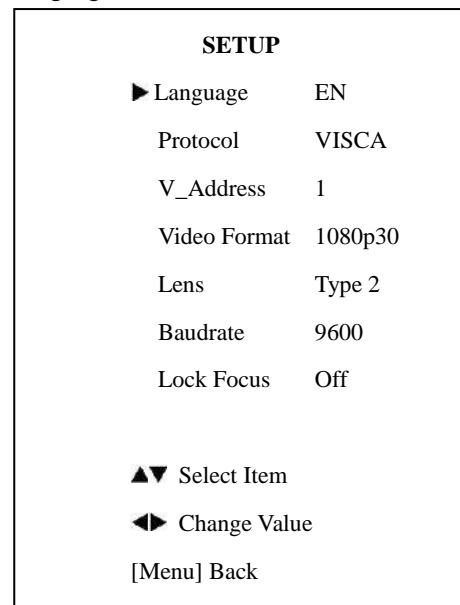 SETUP
▶Language EN
Protocol VISCA
V_Address 1
Video Format 1080p30
Lens Type 2
Baudrate 9600
Lock Focus Off
▲▼ Select Item
◀▶ Change Value
[Menu] Back